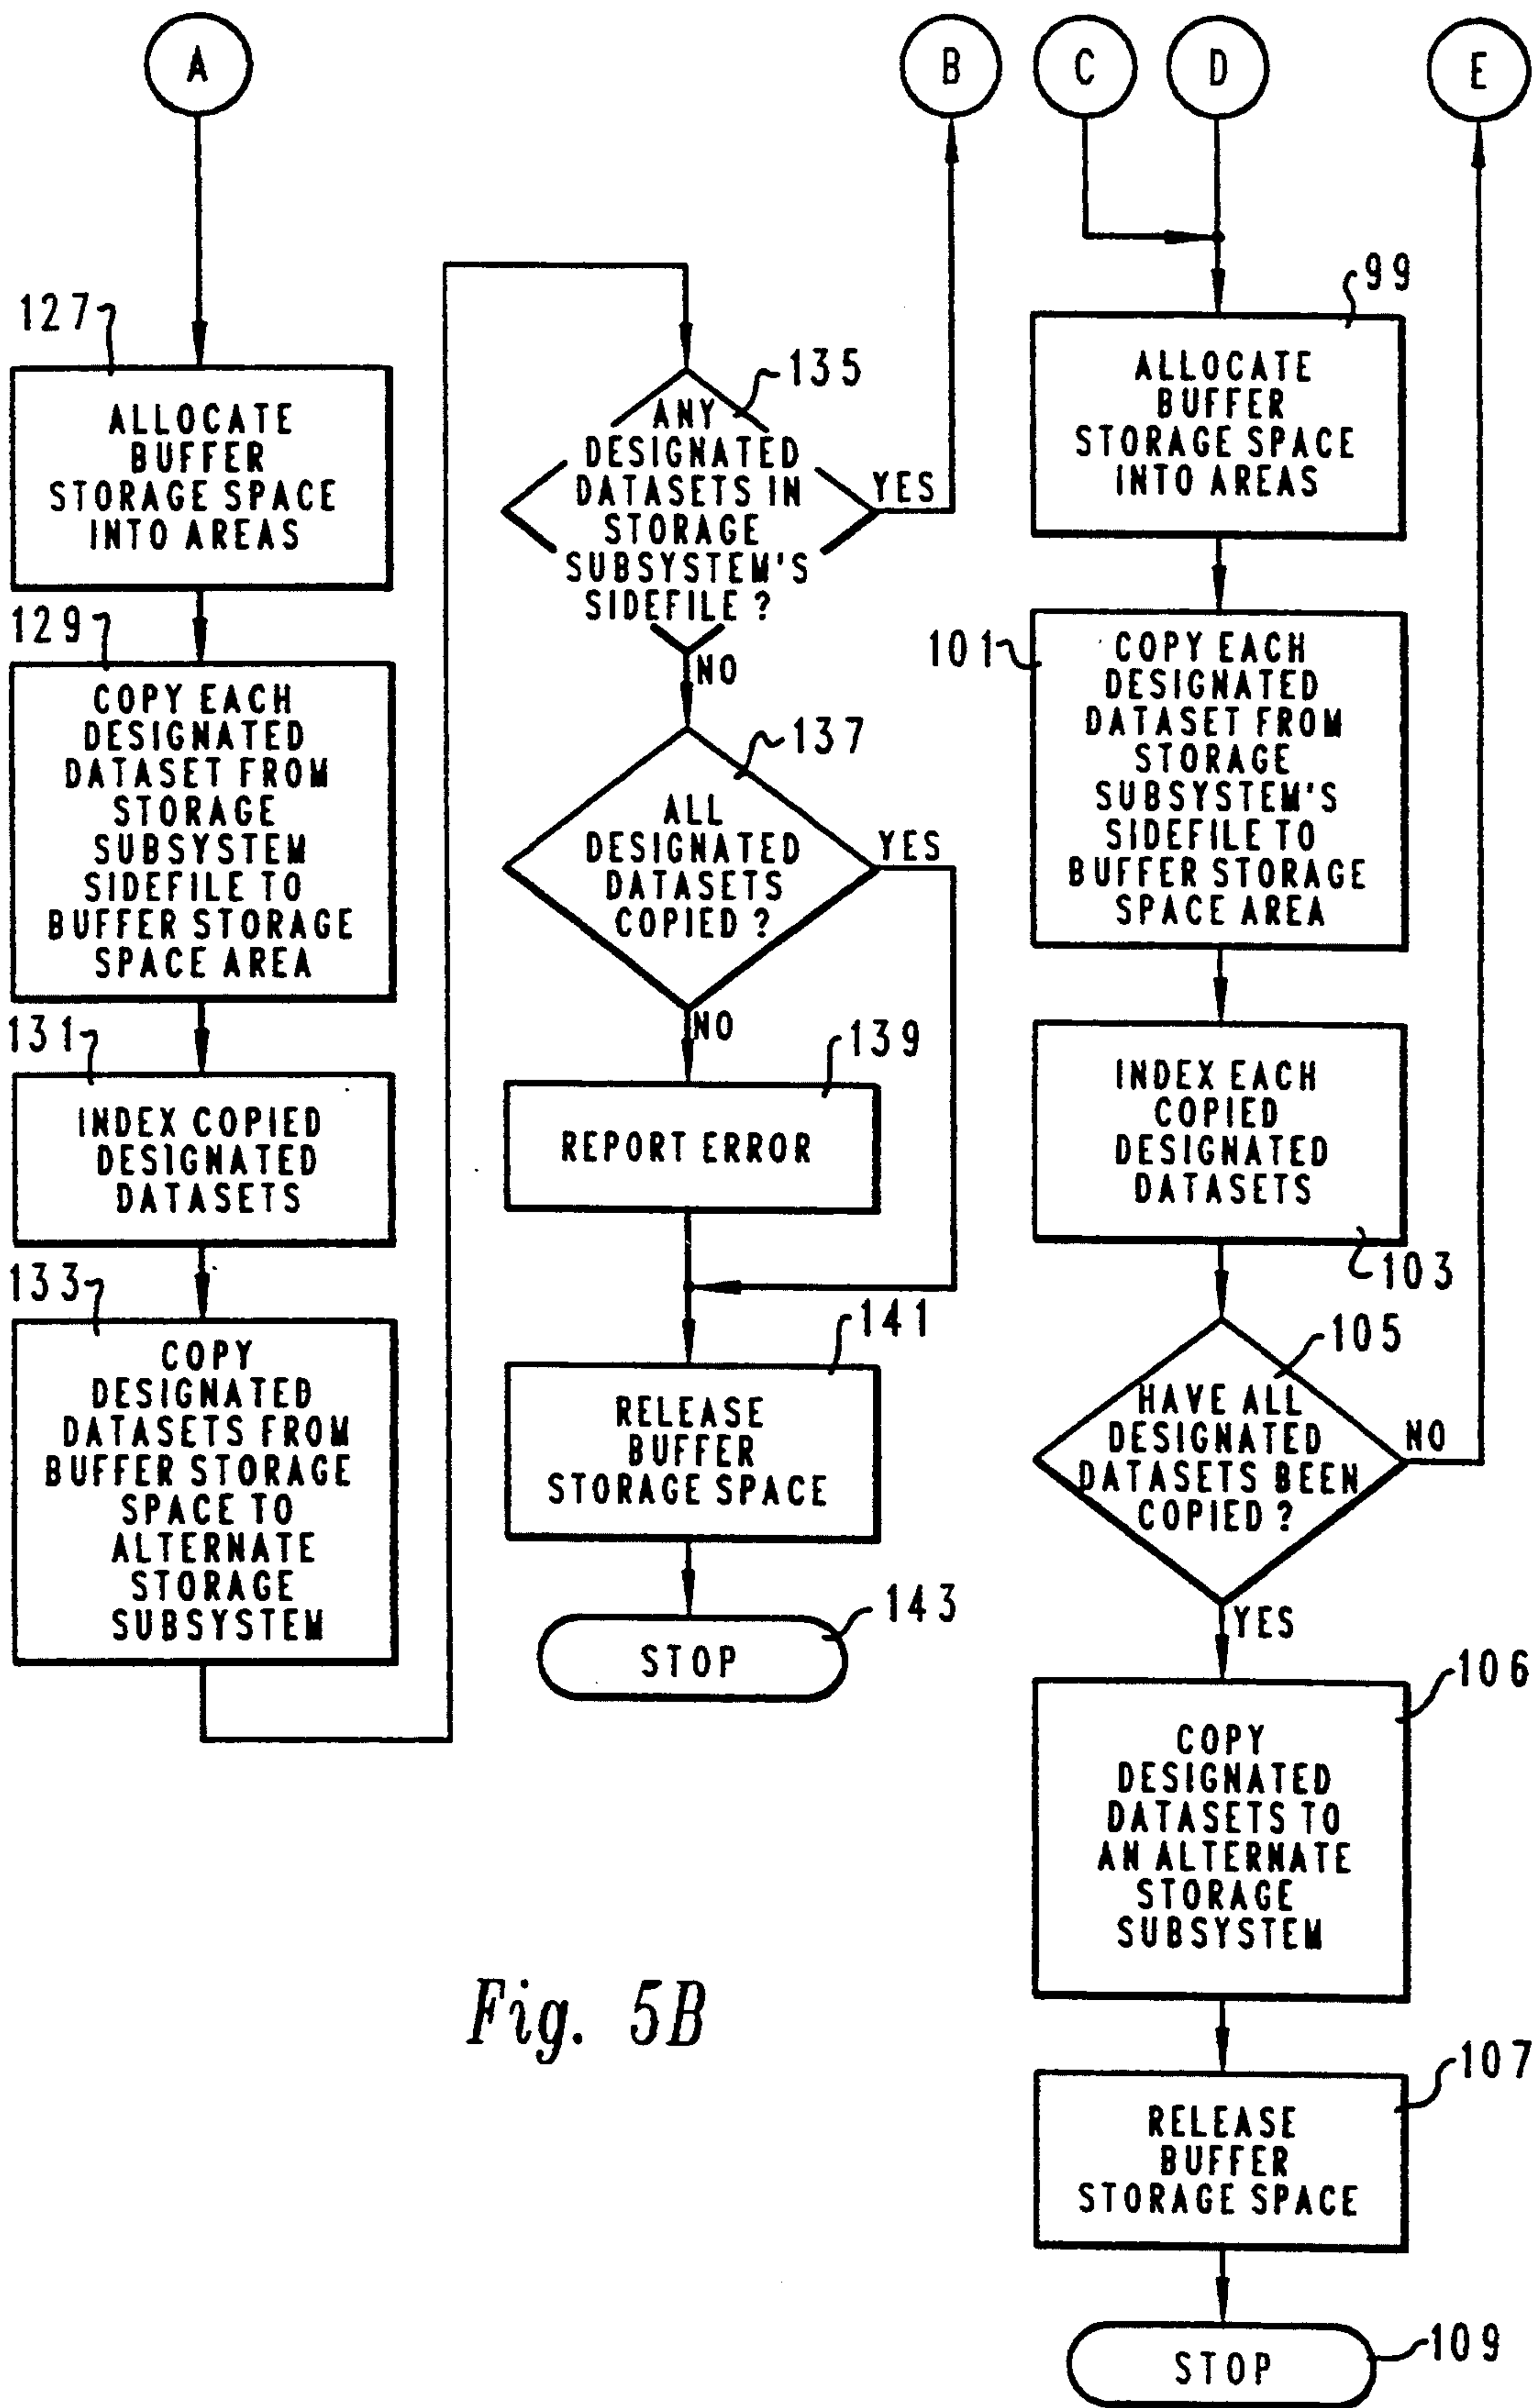 A
B
C
D
E
127
ALLOCATE
BUFFER
STORAGE SPACE
INTO AREAS
129
COPY EACH
DESIGNATED
DATASET FROM
STORAGE
SUBSYSTEM
SIDEFILE TO
BUFFER STORAGE
SPACE AREA
131
INDEX COPIED
DESIGNATED
DATASETS
133
COPY
DESIGNATED
DATASETS FROM
BUFFER STORAGE
SPACE TO
ALTERNATE
STORAGE
SUBSYSTEM
135
ANY
DESIGNATED
DATASETS IN
STORAGE
SUBSYSTEM'S
SIDEFILE ?
YES
NO
137
ALL
DESIGNATED
DATASETS
COPIED ?
YES
NO
139
REPORT ERROR
141
RELEASE
BUFFER
STORAGE SPACE
143
STOP
99
ALLOCATE
BUFFER
STORAGE SPACE
INTO AREAS
101
COPY EACH
DESIGNATED
DATASET FROM
STORAGE
SUBSYSTEM'S
SIDEFILE TO
BUFFER STORAGE
SPACE AREA
INDEX EACH
COPIED
DESIGNATED
DATASETS
103
105
HAVE ALL
DESIGNATED
DATASETS BEEN
COPIED ?
NO
YES
106
COPY
DESIGNATED
DATASETS TO
AN ALTERNATE
STORAGE
SUBSYSTEM
107
RELEASE
BUFFER
STORAGE SPACE
109
STOP
Fig. 5B